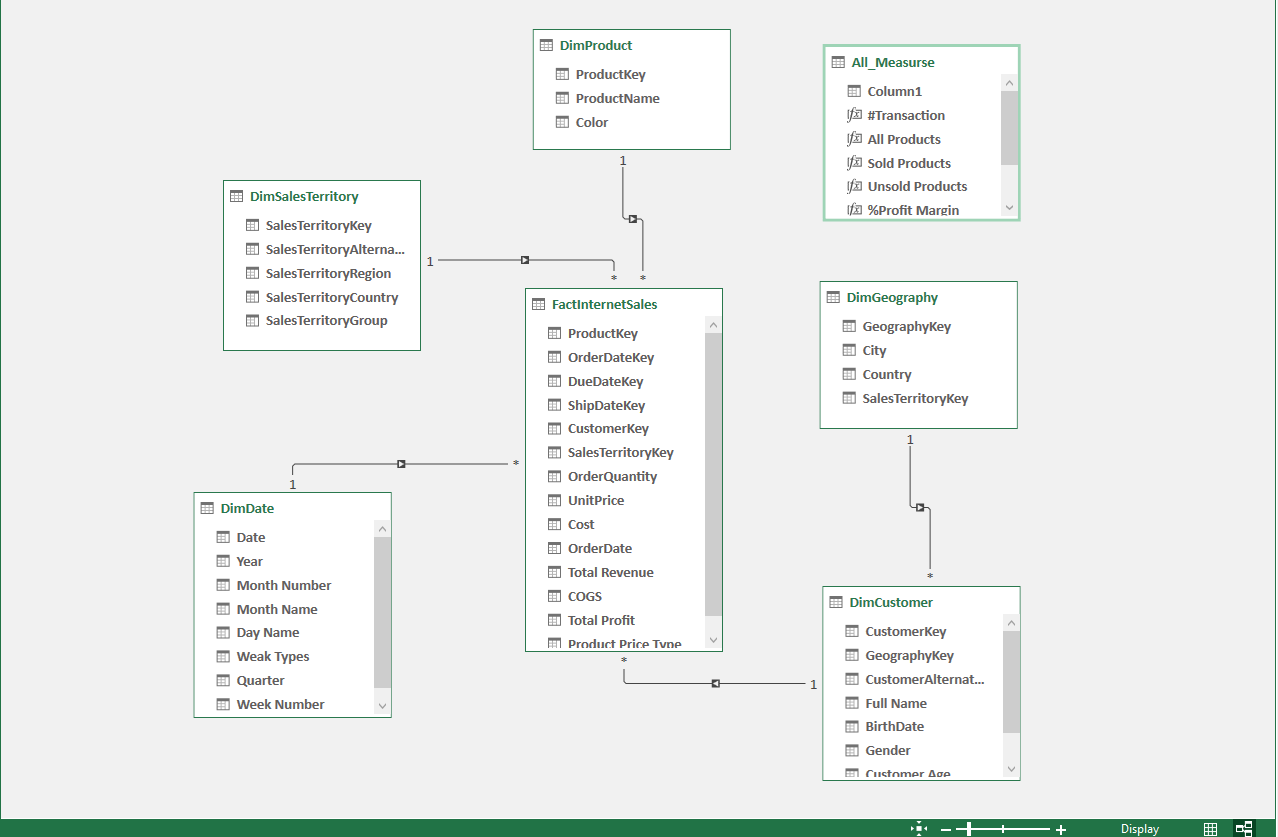 DimProduct
ProductKey
ProductName
Color
1
*
All_Measurse
Column1
#Transaction
All Products
Sold Products
Unsold Products
%Profit Margin
DimSalesTerritory
SalesTerritoryKey
SalesTerritoryAlterna...
SalesTerritoryRegion
SalesTerritoryCountry
SalesTerritoryGroup
1
*
FactInternetSales
ProductKey
OrderDateKey
DueDateKey
ShipDateKey
CustomerKey
SalesTerritoryKey
OrderQuantity
UnitPrice
Cost
OrderDate
Total Revenue
COGS
Total Profit
Product Price Type
DimGeography
GeographyKey
City
Country
SalesTerritoryKey
1
*
*
1
DimDate
Date
Year
Month Number
Month Name
Day Name
Weak Types
Quarter
Week Number
*
1
DimCustomer
CustomerKey
GeographyKey
CustomerAlternat...
Full Name
BirthDate
Gender
Customer Age
Display